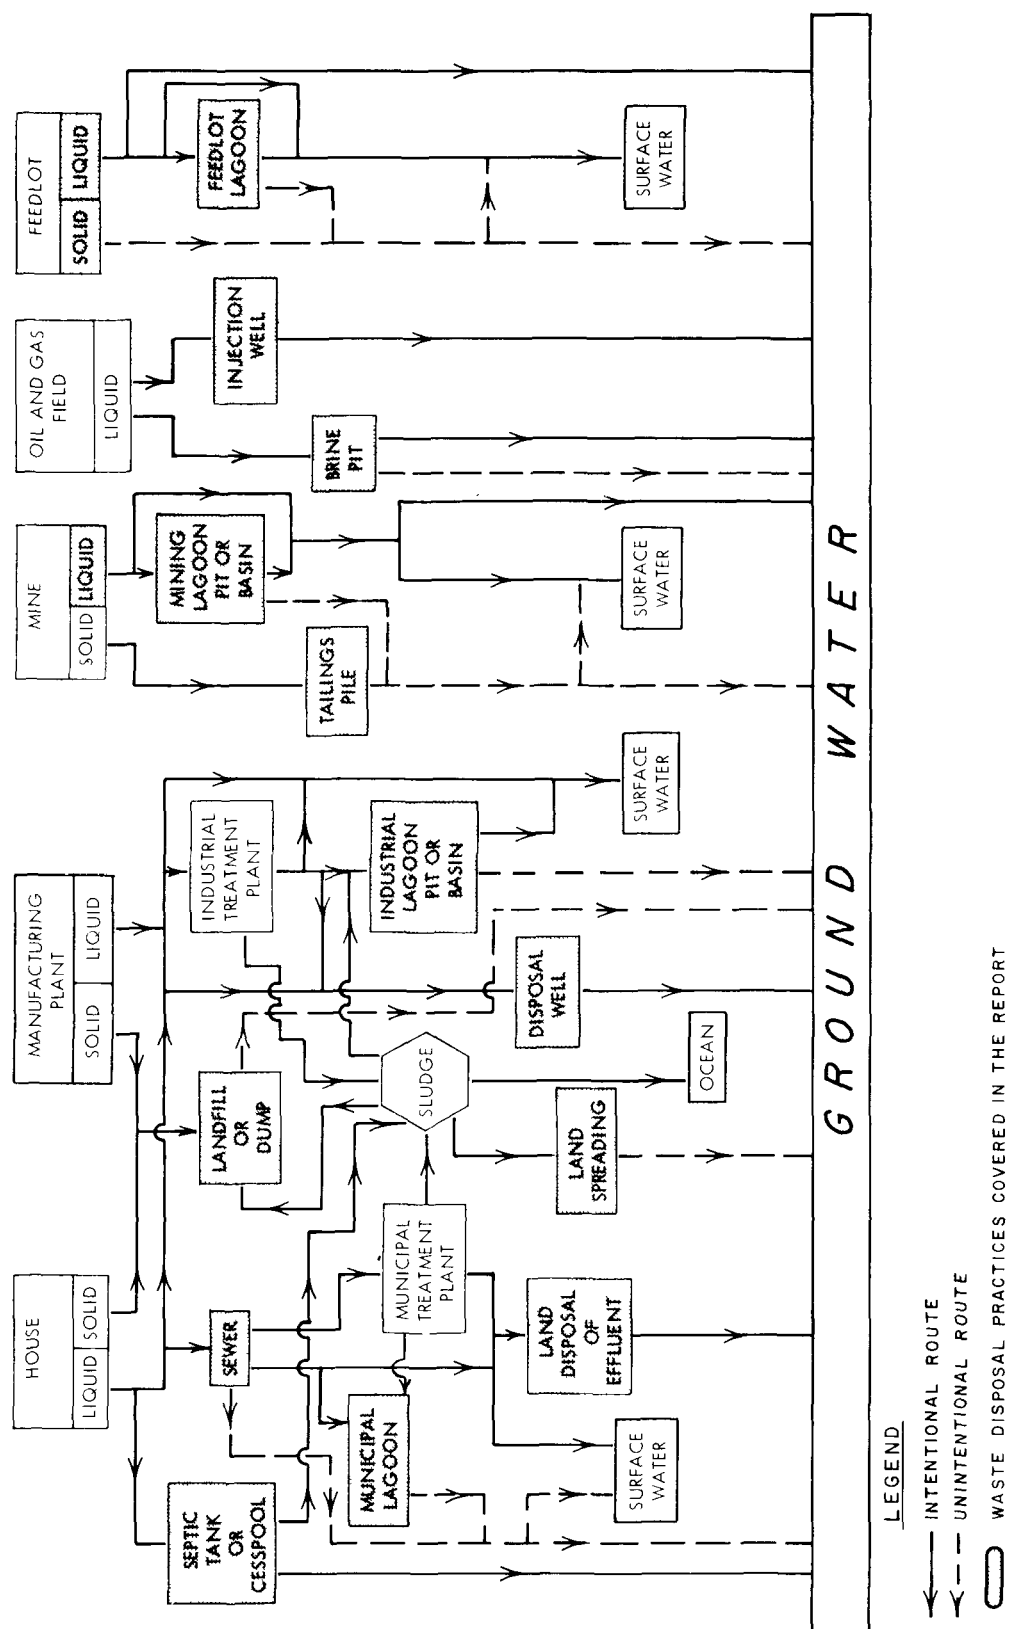 HOUSE
LIQUID
SOLID
MANUFACTURING
PLANT
SOLID
LIQUID
MINE
SOLID
LIQUID
OIL AND GAS
FIELD
LIQUID
FEEDLOT
SOLID
LIQUID
SEPTIC
TANK
OR
CESSPOOL
SEWER
LANDFILL
OR
DUMP
INDUSTRIAL
TREATMENT
PLANT
MINING
LAGOON
PIT OR
BASIN
INJECTION
WELL
FEEDLOT
LAGOON
MUNICIPAL
LAGOON
MUNICIPAL
TREATMENT
PLANT
SLUDGE
INDUSTRIAL
LAGOON
PIT OR
BASIN
TAILINGS
PILE
BRINE
PIT
LAND
DISPOSAL
OF
EFFLUENT
LAND
SPREADING
DISPOSAL
WELL
SURFACE
WATER
OCEAN
SURFACE
WATER
SURFACE
WATER
SURFACE
WATER
GROUND WATER
LEGEND
INTENTIONAL ROUTE
UNINTENTIONAL ROUTE
WASTE DISPOSAL PRACTICES COVERED IN THE REPORT